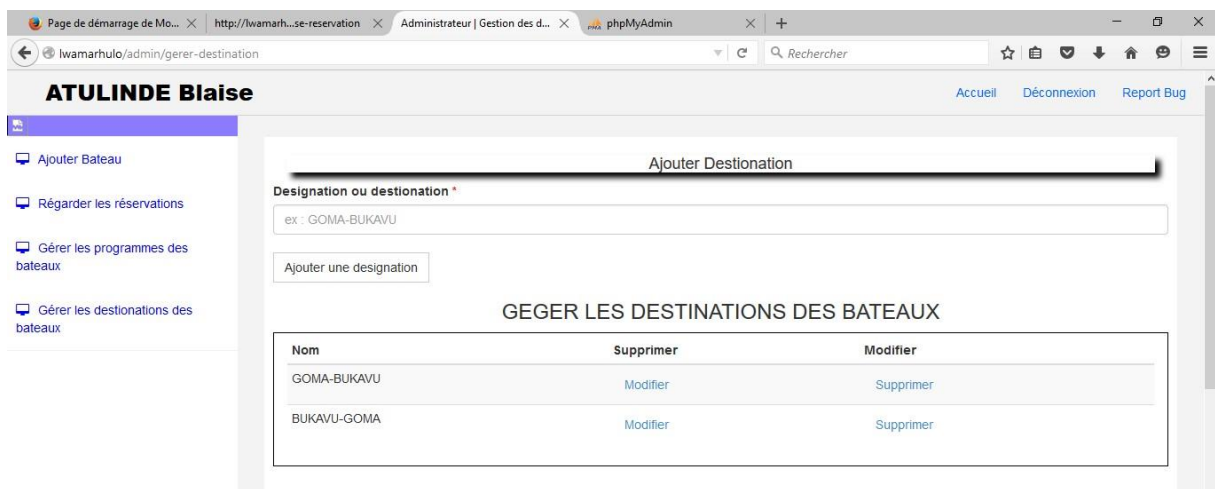 Page de démarrage de Mo... http://lwamarh...se-reservation Administrateur | Gestion des d... phpMyAdmin
lwamarhulo/admin/gerer-destination Rechercher
ATULINDE Blaise Accueil Déconnexion Report Bug
Ajouter Bateau
Régarder les réservations
Gérer les programmes des
bateaux
Gérer les destionations des
bateaux
Ajouter Destionation
Designation ou destionation *
ex : GOMA-BUKAVU
Ajouter une designation
GEGER LES DESTINATIONS DES BATEAUX
Nom Supprimer Modifier
GOMA-BUKAVU Modifier Supprimer
BUKAVU-GOMA Modifier Supprimer